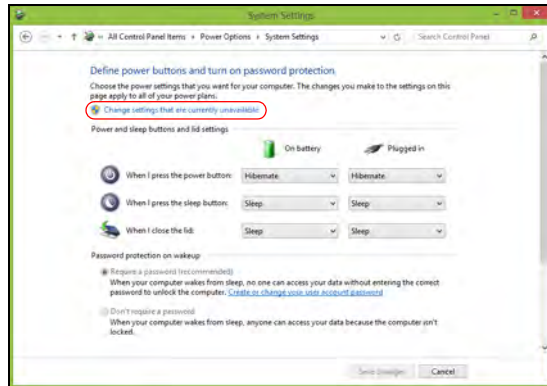 System Settings
« All Control Panel Items › Power Options › System Settings
Search Control Panel
Define power buttons and turn on password protection
Choose the power settings that you want for your computer. The changes you make to the settings on this
page apply to all of your power plans.
Change settings that are currently unavailable
Power and sleep buttons and lid settings
On battery Plugged in
When I press the power button: Hibernate Hibernate
When I press the sleep button: Sleep Sleep
When I close the lid: Sleep Sleep
Password protection on wakeup
Require a password (recommended)
When your computer wakes from sleep, no one can access your data without entering the correct
password to unlock the computer. Create or change your user account password
Don't require a password
When your computer wakes from sleep, anyone can access your data because the computer isn't
locked.
Save changes Cancel